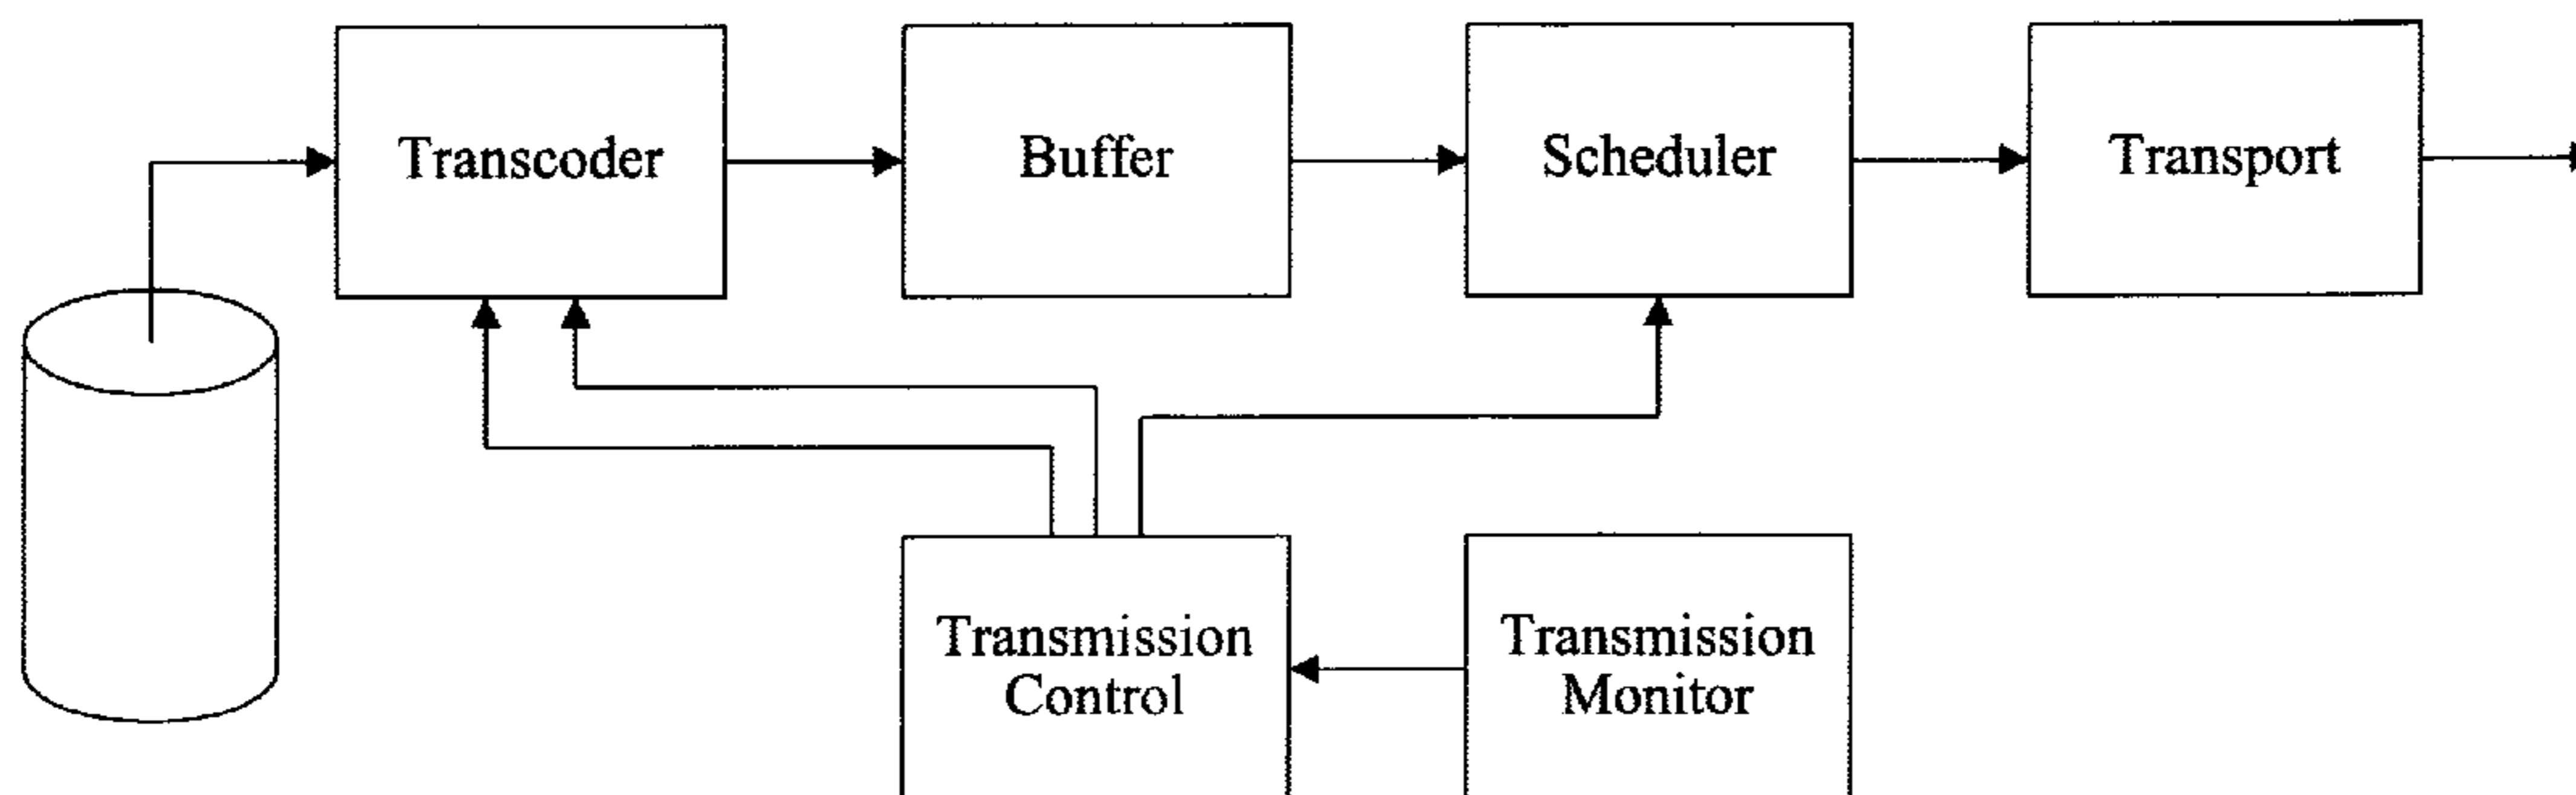 Transcoder
Buffer
Scheduler
Transport
Transmission
Control
Transmission
Monitor